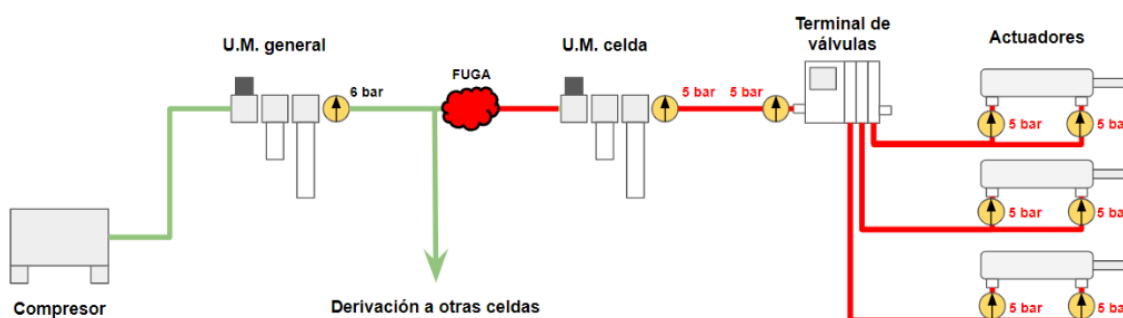 U.M. general
FUGA
U.M. celda
Terminal de
válvulas
Actuadores
6 bar
5 bar
5 bar
5 bar
5 bar
5 bar
5 bar
5 bar
5 bar
Compresor
Derivación a otras celdas